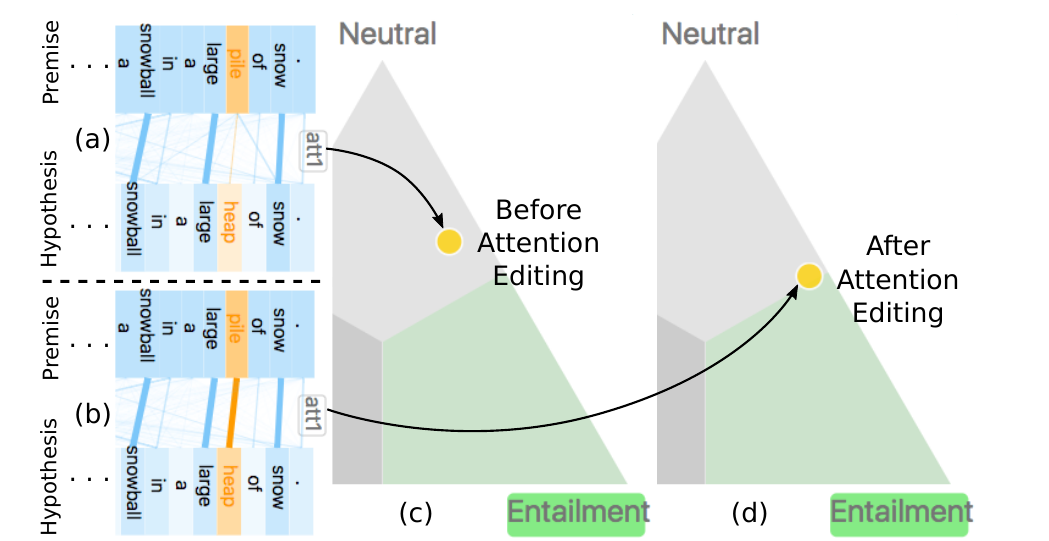 Premise
. . . a snowball in a large pile of snow .
(a)
att1
Hypothesis
. . . snowball in a large heap of snow .
Premise
. . . a snowball in a large pile of snow .
(b)
att1
Hypothesis
. . . snowball in a large heap of snow .
Neutral
Before
Attention
Editing
(c)
Entailment
Neutral
After
Attention
Editing
(d)
Entailment